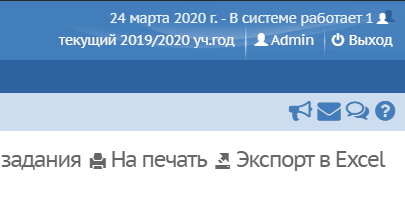 24 марта 2020 г. - В системе работает 1
текущий 2019/2020 уч.год Admin Выход
задания На печать Экспорт в Excel